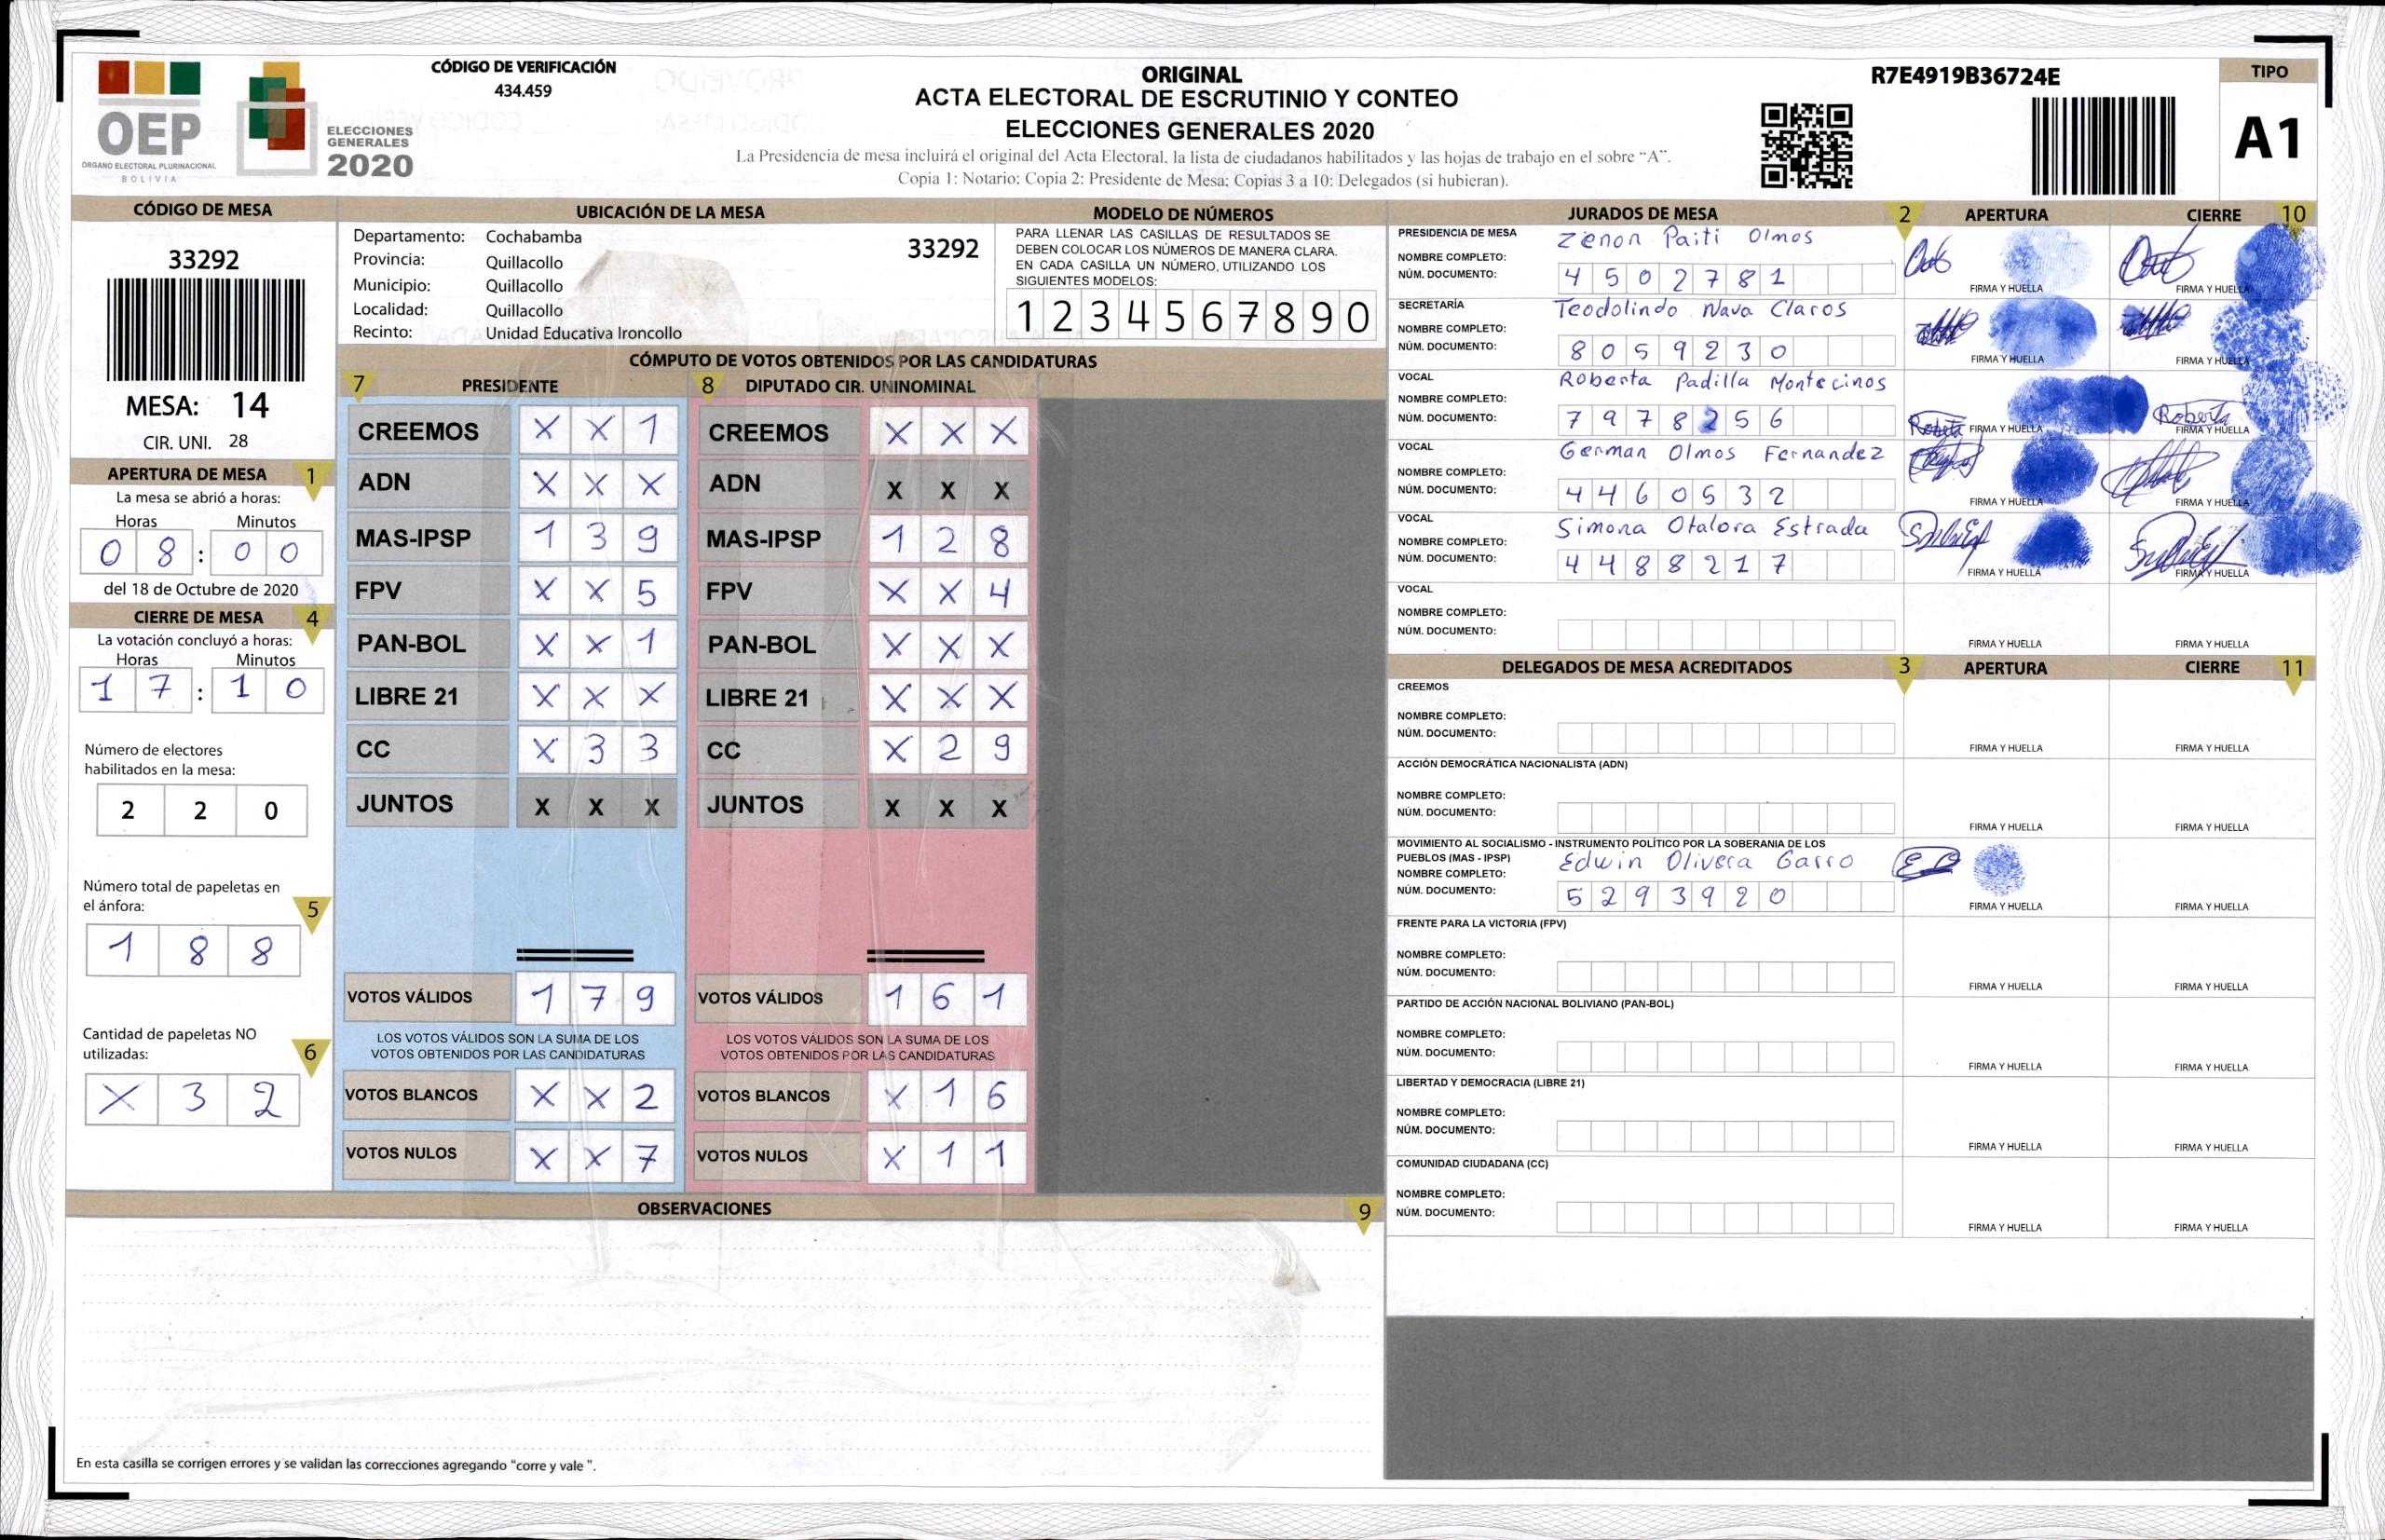 CÓDIGO DE VERIFICACIÓN
434.459
OEP
ÓRGANO ELECTORAL PLURINACIONAL
BOLIVIA
ELECCIONES
GENERALES
2020
ORIGINAL
ACTA ELECTORAL DE ESCRUTINIO Y CONTEO
ELECCIONES GENERALES 2020
La Presidencia de mesa incluirá el original del Acta Electoral, la lista de ciudadanos habilitados y las hojas de trabajo en el sobre "A".
Copia 1: Notario; Copia 2: Presidente de Mesa; Copias 3 a 10: Delegados (si hubieran).
R7E4919B36724E
TIPO
A1
CÓDIGO DE MESA
33292
MESA: 14
CIR. UNI. 28
APERTURA DE MESA 1
La mesa se abrió a horas:
Horas Minutos
0 8 : 0 0
del 18 de Octubre de 2020
CIERRE DE MESA 4
La votación concluyó a horas:
Horas Minutos
1 7 : 1 0
Número de electores
habilitados en la mesa:
2 2 0
Número total de papeletas en
el ánfora: 5
1 8 8
Cantidad de papeletas NO
utilizadas: 6
X 3 2
UBICACIÓN DE LA MESA
Departamento: Cochabamba 33292
Provincia: Quillacollo
Municipio: Quillacollo
Localidad: Quillacollo
Recinto: Unidad Educativa Ironcollo
MODELO DE NÚMEROS
PARA LLENAR LAS CASILLAS DE RESULTADOS SE
DEBEN COLOCAR LOS NÚMEROS DE MANERA CLARA.
EN CADA CASILLA UN NÚMERO, UTILIZANDO LOS
SIGUIENTES MODELOS:
1 2 3 4 5 6 7 8 9 0
CÓMPUTO DE VOTOS OBTENIDOS POR LAS CANDIDATURAS
7 PRESIDENTE 8 DIPUTADO CIR. UNINOMINAL
CREEMOS X X 1 CREEMOS X X X
ADN X X X ADN X X X
MAS-IPSP 1 3 9 MAS-IPSP 1 2 8
FPV X X 5 FPV X X 4
PAN-BOL X X 1 PAN-BOL X X X
LIBRE 21 X X X LIBRE 21 X X X
CC X 3 3 CC X 2 9
JUNTOS X X X JUNTOS X X X
VOTOS VÁLIDOS 1 7 9 VOTOS VÁLIDOS 1 6 1
LOS VOTOS VÁLIDOS SON LA SUMA DE LOS LOS VOTOS VÁLIDOS SON LA SUMA DE LOS
VOTOS OBTENIDOS POR LAS CANDIDATURAS VOTOS OBTENIDOS POR LAS CANDIDATURAS
VOTOS BLANCOS X X 2 VOTOS BLANCOS X 1 6
VOTOS NULOS X X 7 VOTOS NULOS X 1 1
OBSERVACIONES 9
En esta casilla se corrigen errores y se validan las correcciones agregando "corre y vale ".
JURADOS DE MESA 2 APERTURA CIERRE 10
PRESIDENCIA DE MESA Zenon Paiti Olmos
NOMBRE COMPLETO:
NÚM. DOCUMENTO: 4 5 0 2 7 8 1 FIRMA Y HUELLA FIRMA Y HUELLA
SECRETARÍA Teodolindo Nava Claros
NOMBRE COMPLETO:
NÚM. DOCUMENTO: 8 0 5 9 2 3 0 FIRMA Y HUELLA FIRMA Y HUELLA
VOCAL Roberta Padilla Montecinos
NOMBRE COMPLETO:
NÚM. DOCUMENTO: 7 9 7 8 2 5 6 Roberta FIRMA Y HUELLA Roberta FIRMA Y HUELLA
VOCAL German Olmos Fernandez
NOMBRE COMPLETO:
NÚM. DOCUMENTO: 4 4 6 0 5 3 2 FIRMA Y HUELLA FIRMA Y HUELLA
VOCAL Simona Otalora Estrada
NOMBRE COMPLETO:
NÚM. DOCUMENTO: 4 4 8 8 2 1 7 FIRMA Y HUELLA FIRMA Y HUELLA
VOCAL
NOMBRE COMPLETO:
NÚM. DOCUMENTO: FIRMA Y HUELLA FIRMA Y HUELLA
DELEGADOS DE MESA ACREDITADOS 3 APERTURA CIERRE 11
CREEMOS
NOMBRE COMPLETO:
NÚM. DOCUMENTO: FIRMA Y HUELLA FIRMA Y HUELLA
ACCIÓN DEMOCRÁTICA NACIONALISTA (ADN)
NOMBRE COMPLETO:
NÚM. DOCUMENTO: FIRMA Y HUELLA FIRMA Y HUELLA
MOVIMIENTO AL SOCIALISMO - INSTRUMENTO POLÍTICO POR LA SOBERANIA DE LOS
PUEBLOS (MAS - IPSP) Edwin Olivera Garro
NOMBRE COMPLETO:
NÚM. DOCUMENTO: 5 2 9 3 9 2 0 FIRMA Y HUELLA FIRMA Y HUELLA
FRENTE PARA LA VICTORIA (FPV)
NOMBRE COMPLETO:
NÚM. DOCUMENTO: FIRMA Y HUELLA FIRMA Y HUELLA
PARTIDO DE ACCIÓN NACIONAL BOLIVIANO (PAN-BOL)
NOMBRE COMPLETO:
NÚM. DOCUMENTO: FIRMA Y HUELLA FIRMA Y HUELLA
LIBERTAD Y DEMOCRACIA (LIBRE 21)
NOMBRE COMPLETO:
NÚM. DOCUMENTO: FIRMA Y HUELLA FIRMA Y HUELLA
COMUNIDAD CIUDADANA (CC)
NOMBRE COMPLETO:
NÚM. DOCUMENTO: FIRMA Y HUELLA FIRMA Y HUELLA